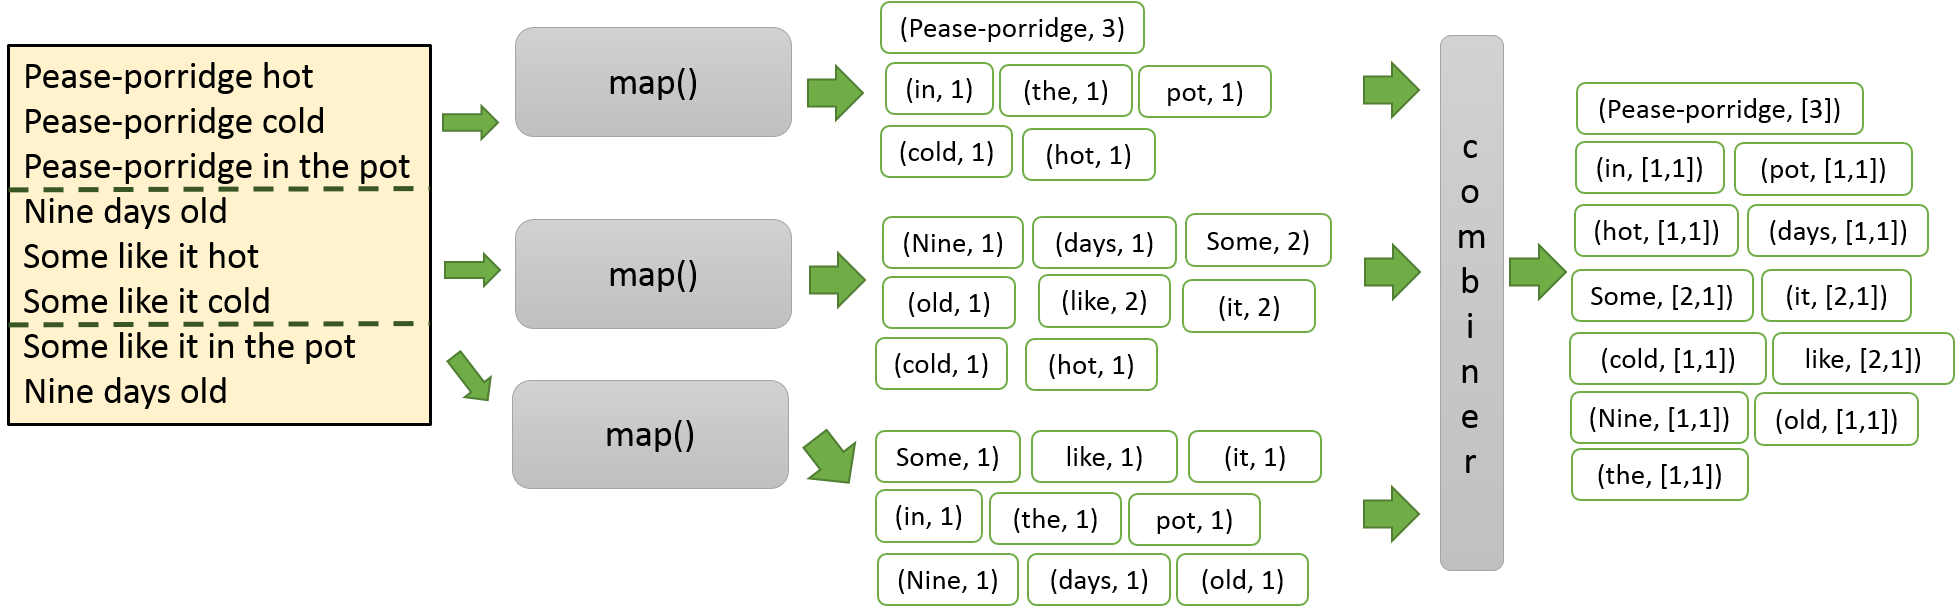 Pease-porridge hot
Pease-porridge cold
Pease-porridge in the pot
Nine days old
Some like it hot
Some like it cold
Some like it in the pot
Nine days old
map()
map()
map()
(Pease-porridge, 3)
(in, 1) (the, 1) pot, 1)
(cold, 1) (hot, 1)
(Nine, 1) (days, 1) Some, 2)
(old, 1) (like, 2) (it, 2)
(cold, 1) (hot, 1)
Some, 1) like, 1) (it, 1)
(in, 1) (the, 1) pot, 1)
(Nine, 1) (days, 1) (old, 1)
combiner
(Pease-porridge, [3])
(in, [1,1]) (pot, [1,1])
(hot, [1,1]) (days, [1,1])
Some, [2,1]) (it, [2,1])
(cold, [1,1]) like, [2,1])
(Nine, [1,1]) (old, [1,1])
(the, [1,1])